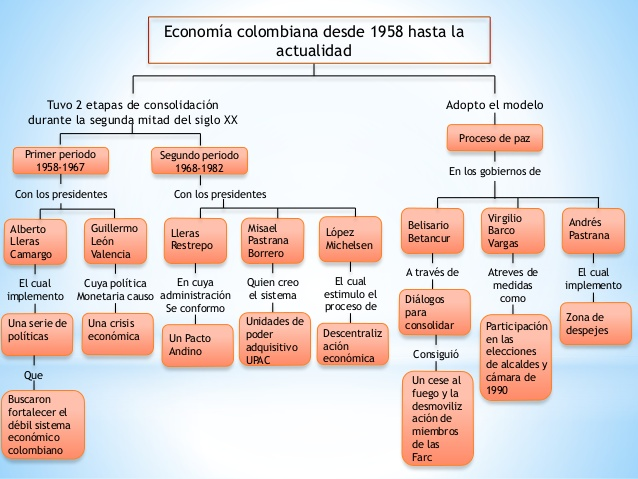 Economía colombiana desde 1958 hasta la
actualidad
Tuvo 2 etapas de consolidación
durante la segunda mitad del siglo XX
Adopto el modelo
Primer periodo
1958-1967
Segundo periodo
1968-1982
Proceso de paz
Con los presidentes
Con los presidentes
En los gobiernos de
Alberto
Lleras
Camargo
Guillermo
León
Valencia
Lleras
Restrepo
Misael
Pastrana
Borrero
López
Michelsen
Belisario
Betancur
Virgilio
Barco
Vargas
Andrés
Pastrana
El cual
implemento
Cuya política
Monetaria causo
En cuya
administración
Se conformo
Quien creo
el sistema
El cual
estimulo el
proceso de
A través de
Atreves de
medidas
como
El cual
implemento
Una serie de
políticas
Una crisis
económica
Un Pacto
Andino
Unidades de
poder
adquisitivo
UPAC
Descentraliz
ación
económica
Diálogos
para
consolidar
Participación
en las
elecciones
de alcaldes y
cámara de
1990
Zona de
despejes
Que
Consiguió
Buscaron
fortalecer el
débil sistema
económico
colombiano
Un cese al
fuego y la
desmoviliz
ación de
miembros
de las
Farc